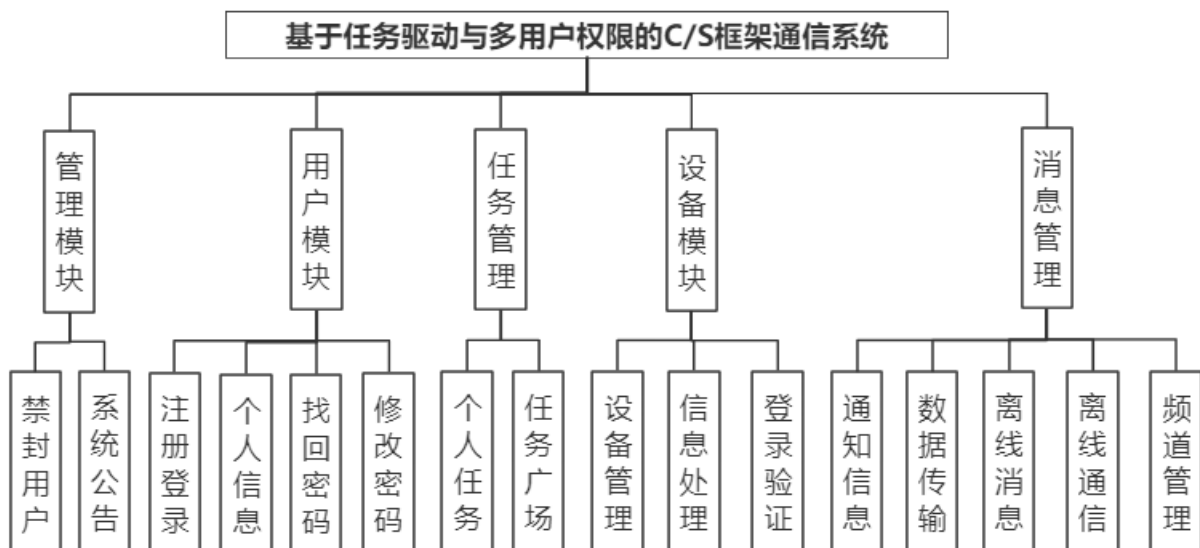 基于任务驱动与多用户权限的C/S框架通信系统
管理模块
用户模块
任务管理
设备模块
消息管理
禁封用户
系统公告
注册登录
个人信息
找回密码
修改密码
个人任务
任务广场
设备管理
信息处理
登录验证
通知信息
数据传输
离线消息
离线通信
频道管理